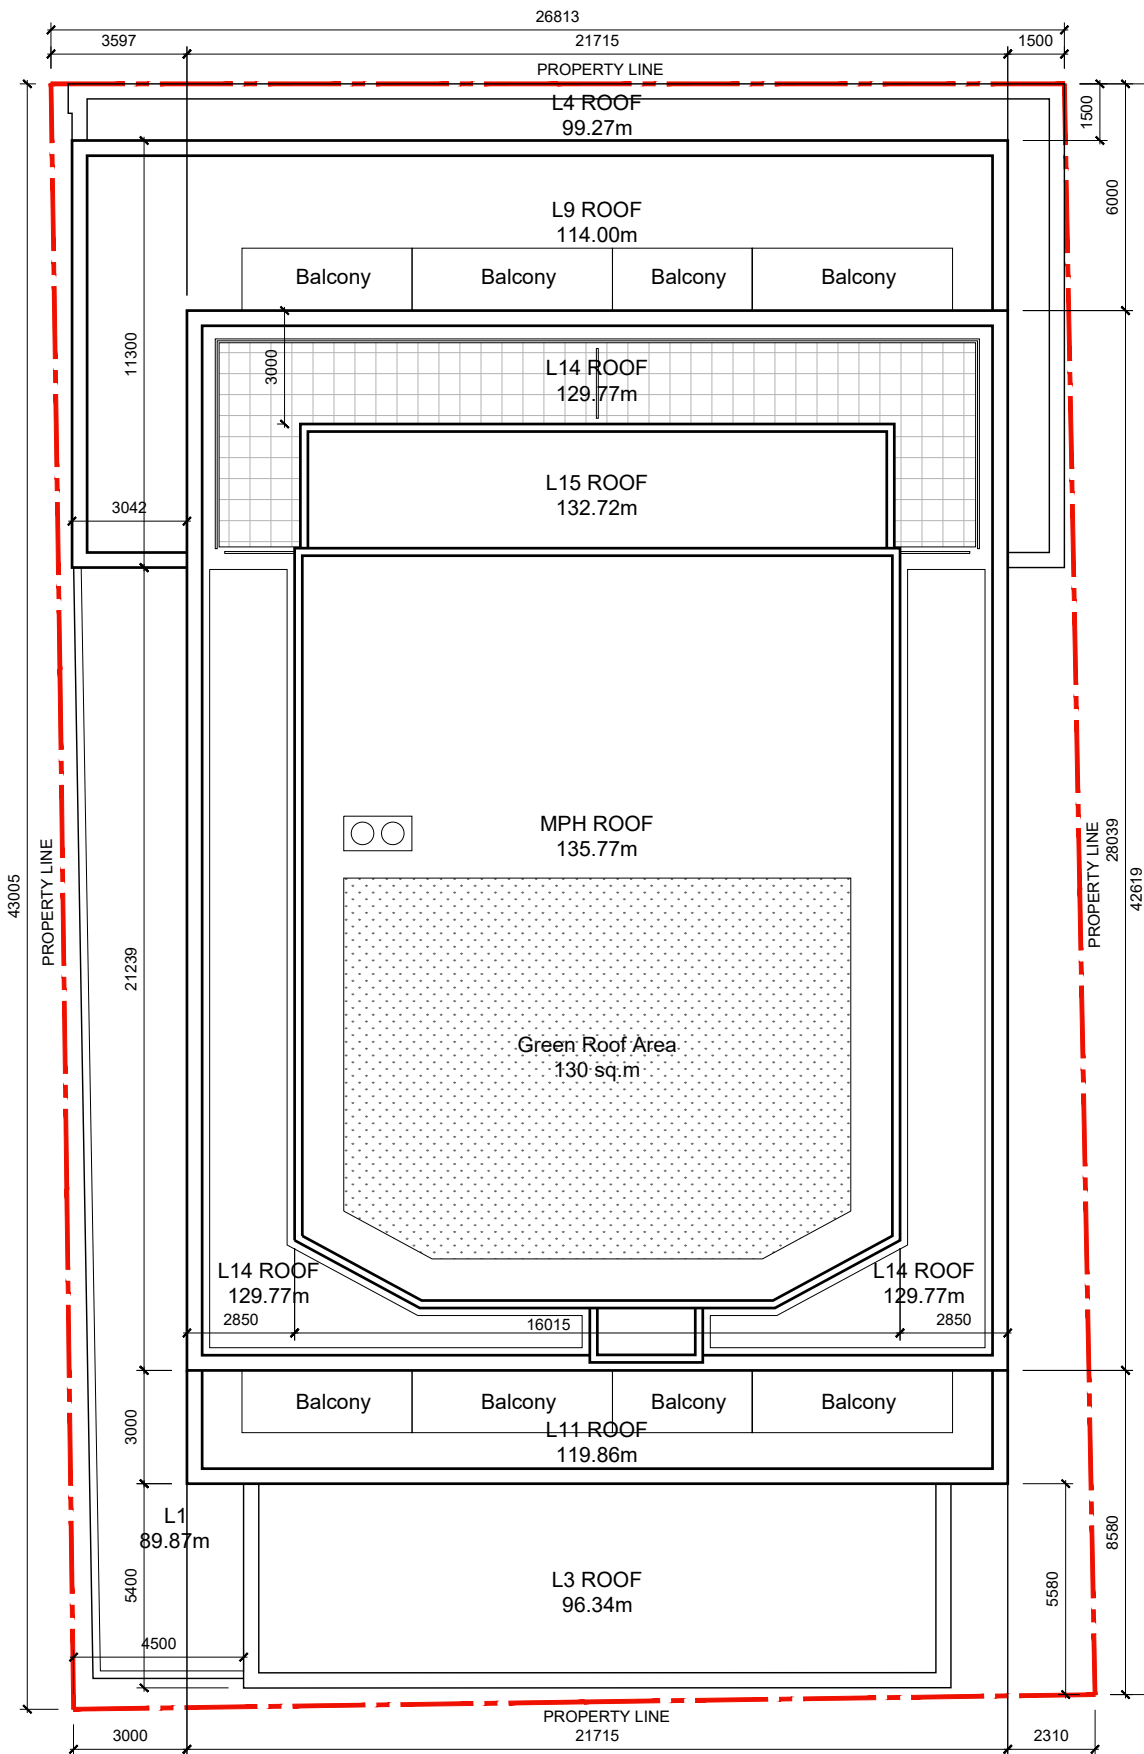 26813
3597
21715
1500
PROPERTY LINE
L4 ROOF
99.27m
1500
6000
L9 ROOF
114.00m
Balcony
Balcony
Balcony
Balcony
11300
3000
L14 ROOF
129.77m
L15 ROOF
132.72m
3042
MPH ROOF
135.77m
43005
PROPERTY LINE
PROPERTY LINE
28039
42619
21239
Green Roof Area
130 sq.m
L14 ROOF
129.77m
L14 ROOF
129.77m
2850
16015
2850
Balcony
Balcony
Balcony
Balcony
3000
L11 ROOF
119.86m
L1
89.87m
8580
5400
L3 ROOF
96.34m
5580
4500
PROPERTY LINE
3000
21715
2310